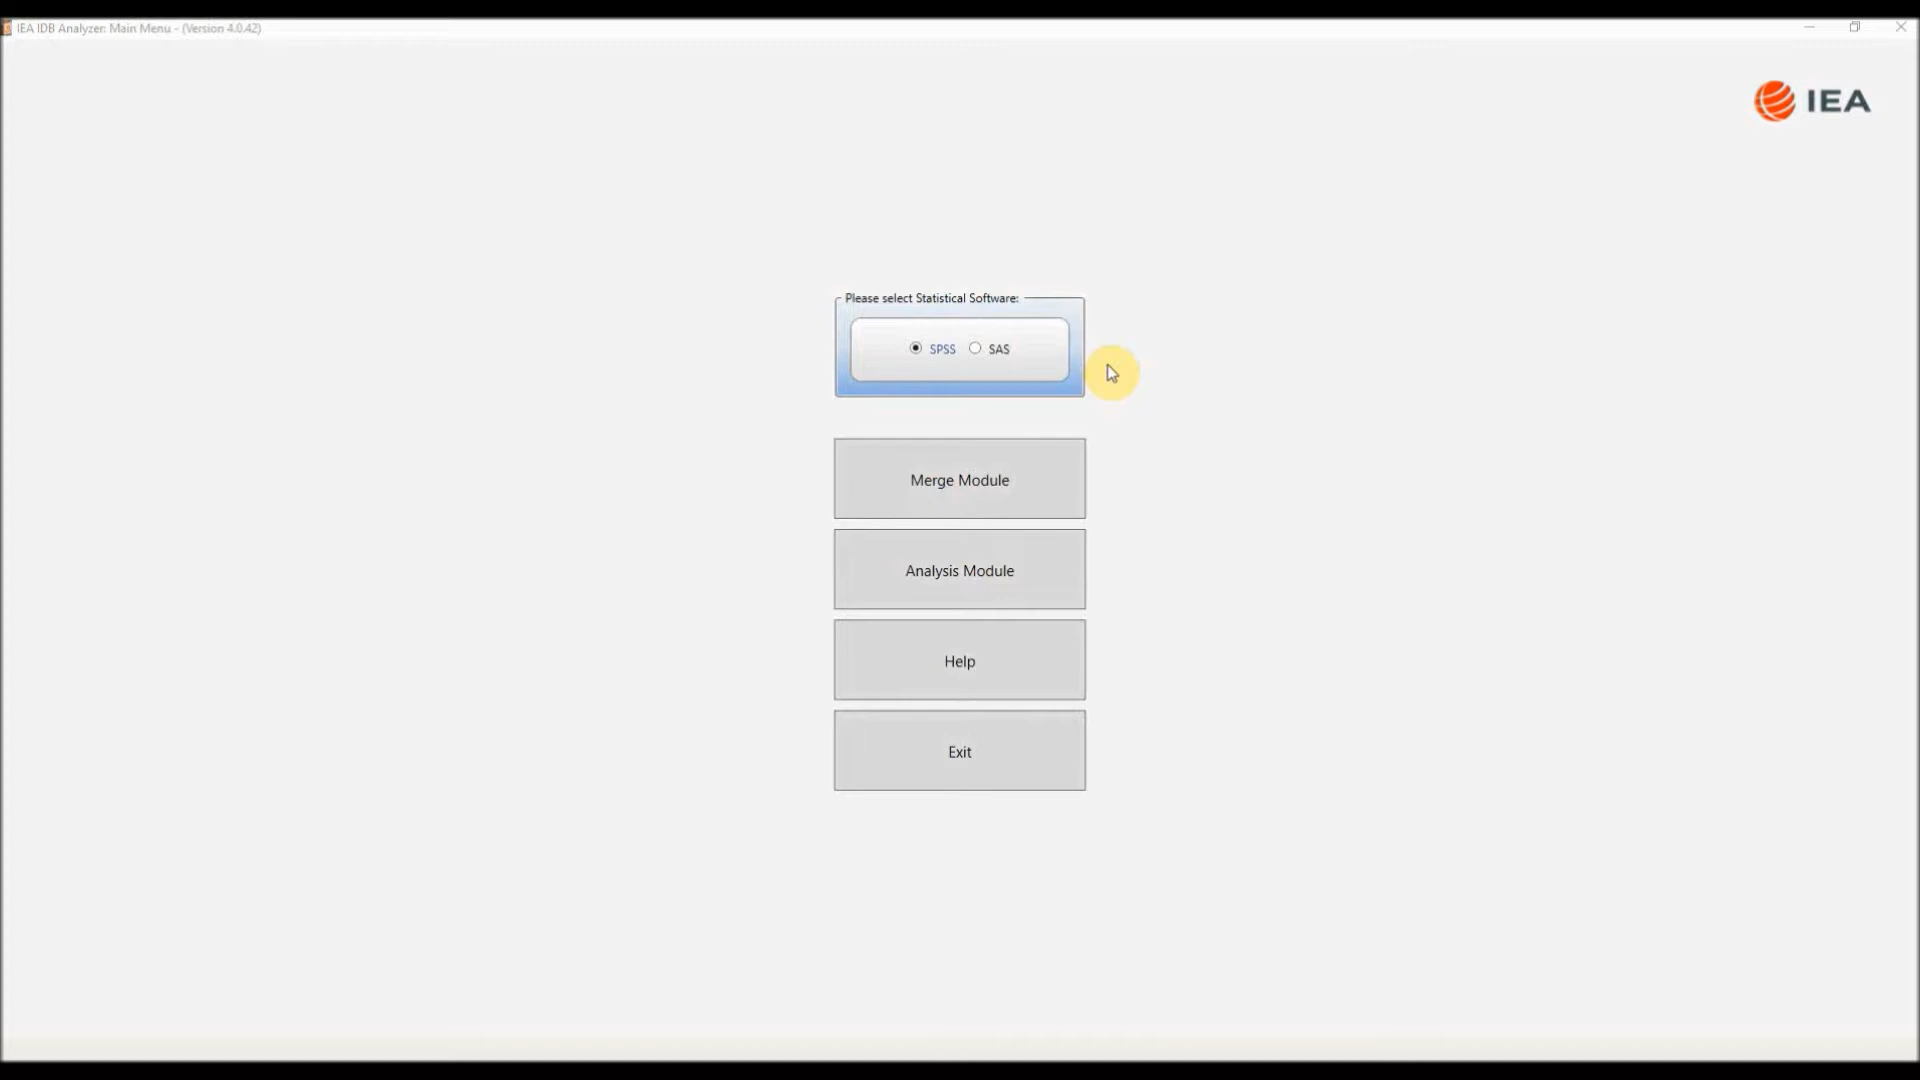 IEA IDB Analyzer: Main Menu - (Version 4.0.42)
IEA
Please select Statistical Software:
SPSS SAS
Merge Module
Analysis Module
Help
Exit